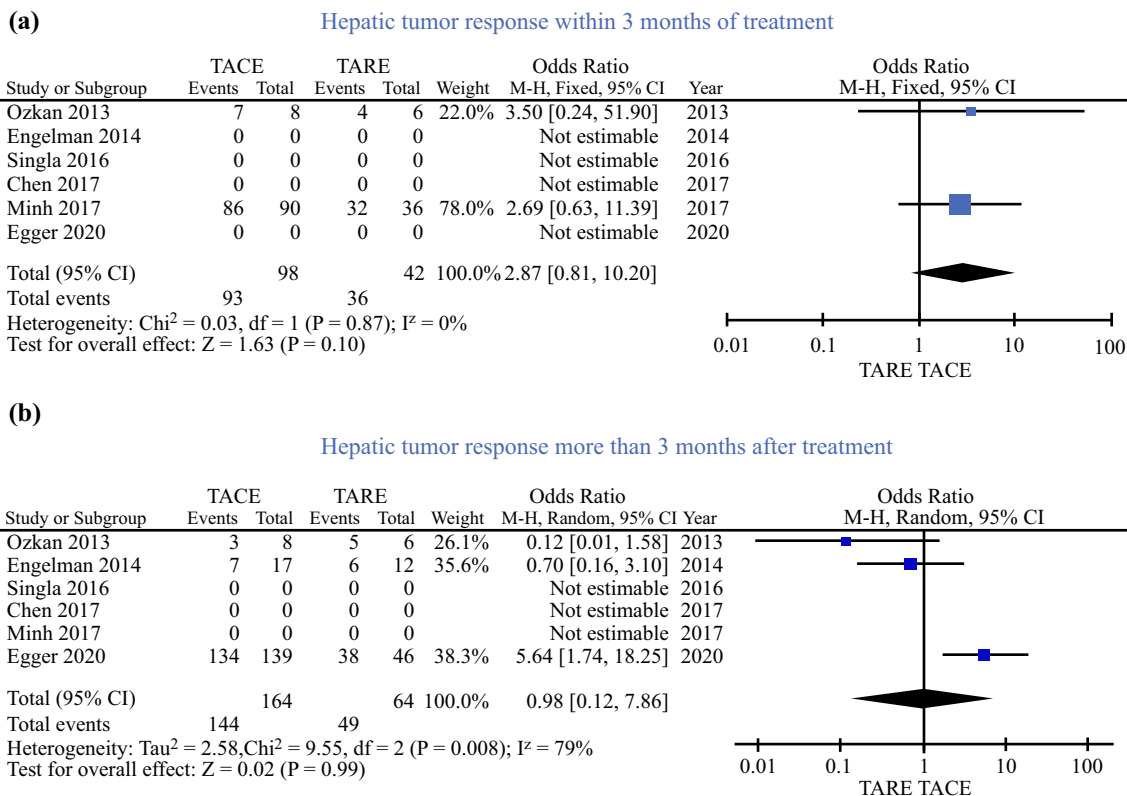 (a)
Hepatic tumor response within 3 months of treatment
TACE TARE Odds Ratio Odds Ratio
Study or Subgroup Events Total Events Total Weight M-H, Fixed, 95% CI Year M-H, Fixed, 95% CI
Ozkan 2013 7 8 4 6 22.0% 3.50 [0.24, 51.90] 2013
Engelman 2014 0 0 0 0 Not estimable 2014
Singla 2016 0 0 0 0 Not estimable 2016
Chen 2017 0 0 0 0 Not estimable 2017
Minh 2017 86 90 32 36 78.0% 2.69 [0.63, 11.39] 2017
Egger 2020 0 0 0 0 Not estimable 2020
Total (95% CI) 98 42 100.0% 2.87 [0.81, 10.20]
Total events 93 36
Heterogeneity: Chi² = 0.03, df = 1 (P = 0.87); Iᶻ = 0%
Test for overall effect: Z = 1.63 (P = 0.10)
0.01 0.1 1 10 100
TARE TACE
(b)
Hepatic tumor response more than 3 months after treatment
TACE TARE Odds Ratio Odds Ratio
Study or Subgroup Events Total Events Total Weight M-H, Random, 95% CI Year M-H, Random, 95% CI
Ozkan 2013 3 8 5 6 26.1% 0.12 [0.01, 1.58] 2013
Engelman 2014 7 17 6 12 35.6% 0.70 [0.16, 3.10] 2014
Singla 2016 0 0 0 0 Not estimable 2016
Chen 2017 0 0 0 0 Not estimable 2017
Minh 2017 0 0 0 0 Not estimable 2017
Egger 2020 134 139 38 46 38.3% 5.64 [1.74, 18.25] 2020
Total (95% CI) 164 64 100.0% 0.98 [0.12, 7.86]
Total events 144 49
Heterogeneity: Tau² = 2.58,Chi² = 9.55, df = 2 (P = 0.008); Iᶻ = 79%
Test for overall effect: Z = 0.02 (P = 0.99)
0.01 0.1 1 10 100
TARE TACE